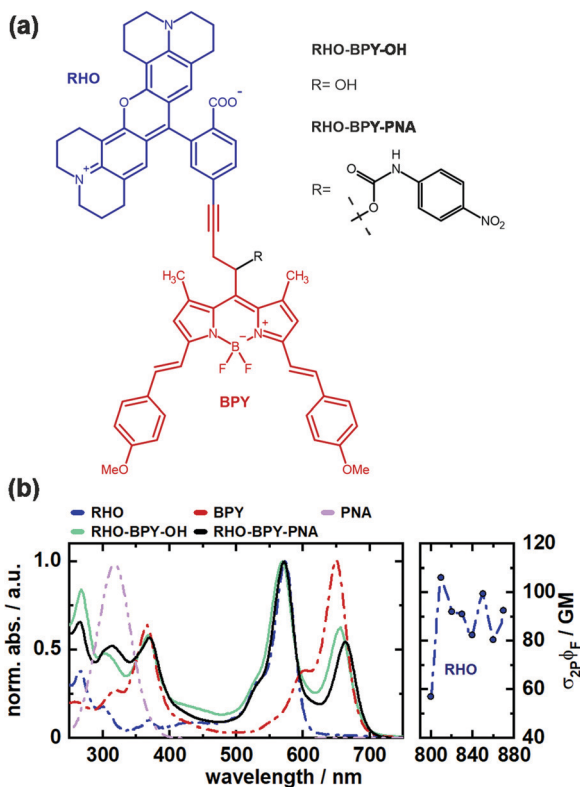 (a)
RHO
N
O
N
+
COO
-
RHO-BPY-OH
R= OH
RHO-BPY-PNA
R=
O
H
N
O
NO2
R
H3C
CH3
N
B
-
N
+
F
F
BPY
MeO
OMe
(b)
RHO BPY PNA
RHO-BPY-OH RHO-BPY-PNA
norm. abs. / a.u.
1.0
0.5
0
300 400 500 600 700
wavelength / nm
RHO
120
100
80
60
40
800 840 880
σ2PϕF / GM